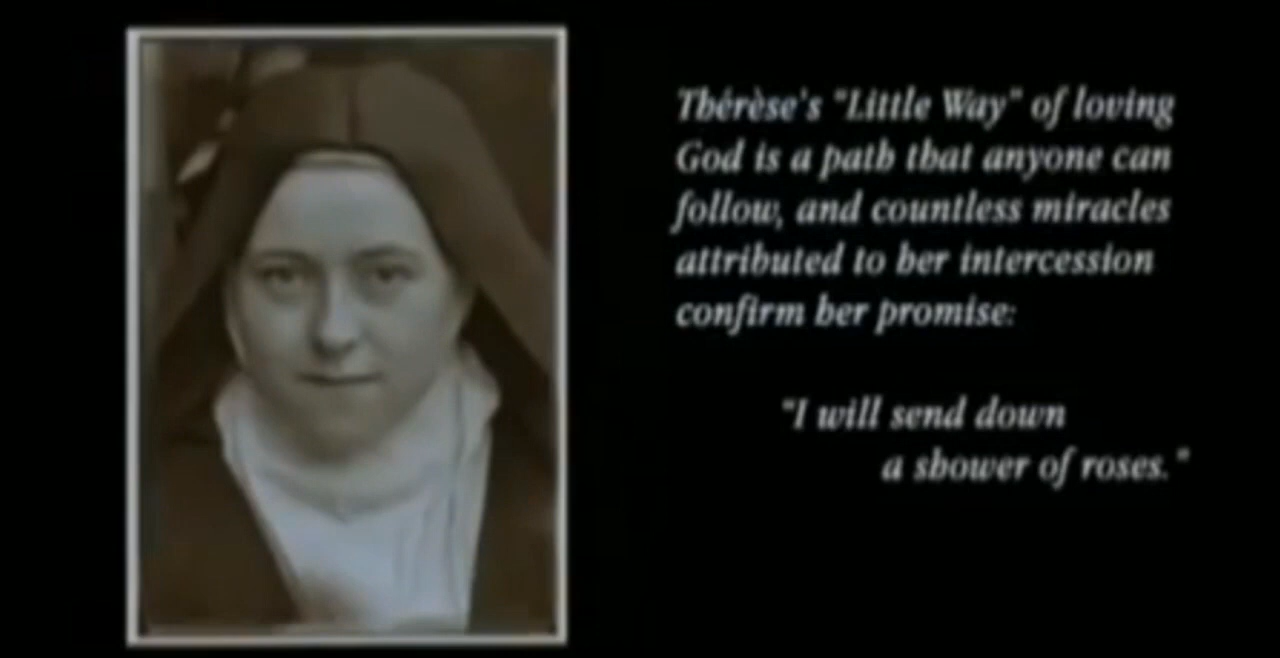 Thérèse's "Little Way" of loving
God is a path that anyone can
follow, and countless miracles
attributed to her intercession
confirm her promise:
"I will send down
a shower of roses."